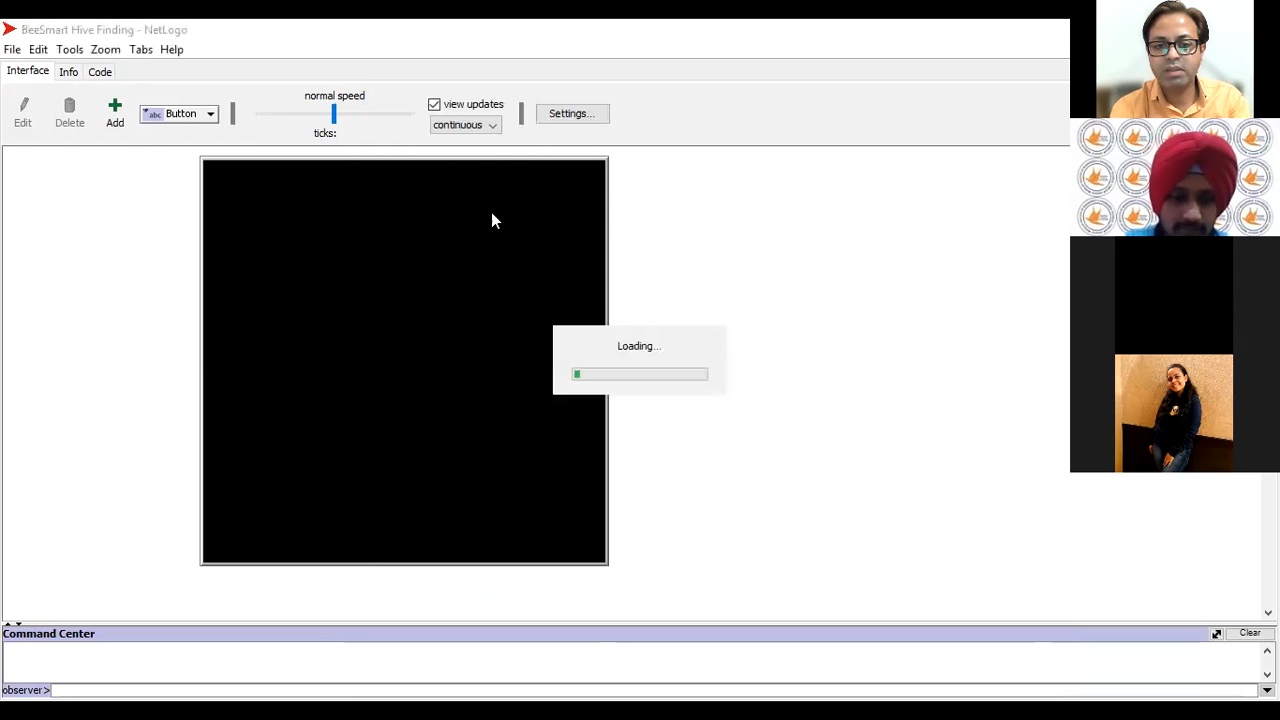 BeeSmart Hive Finding - NetLogo
File Edit Tools Zoom Tabs Help
Interface Info Code
Edit Delete Add abc Button
normal speed
ticks:
view updates
continuous
Settings...
Loading...
Command Center
Clear
observer>